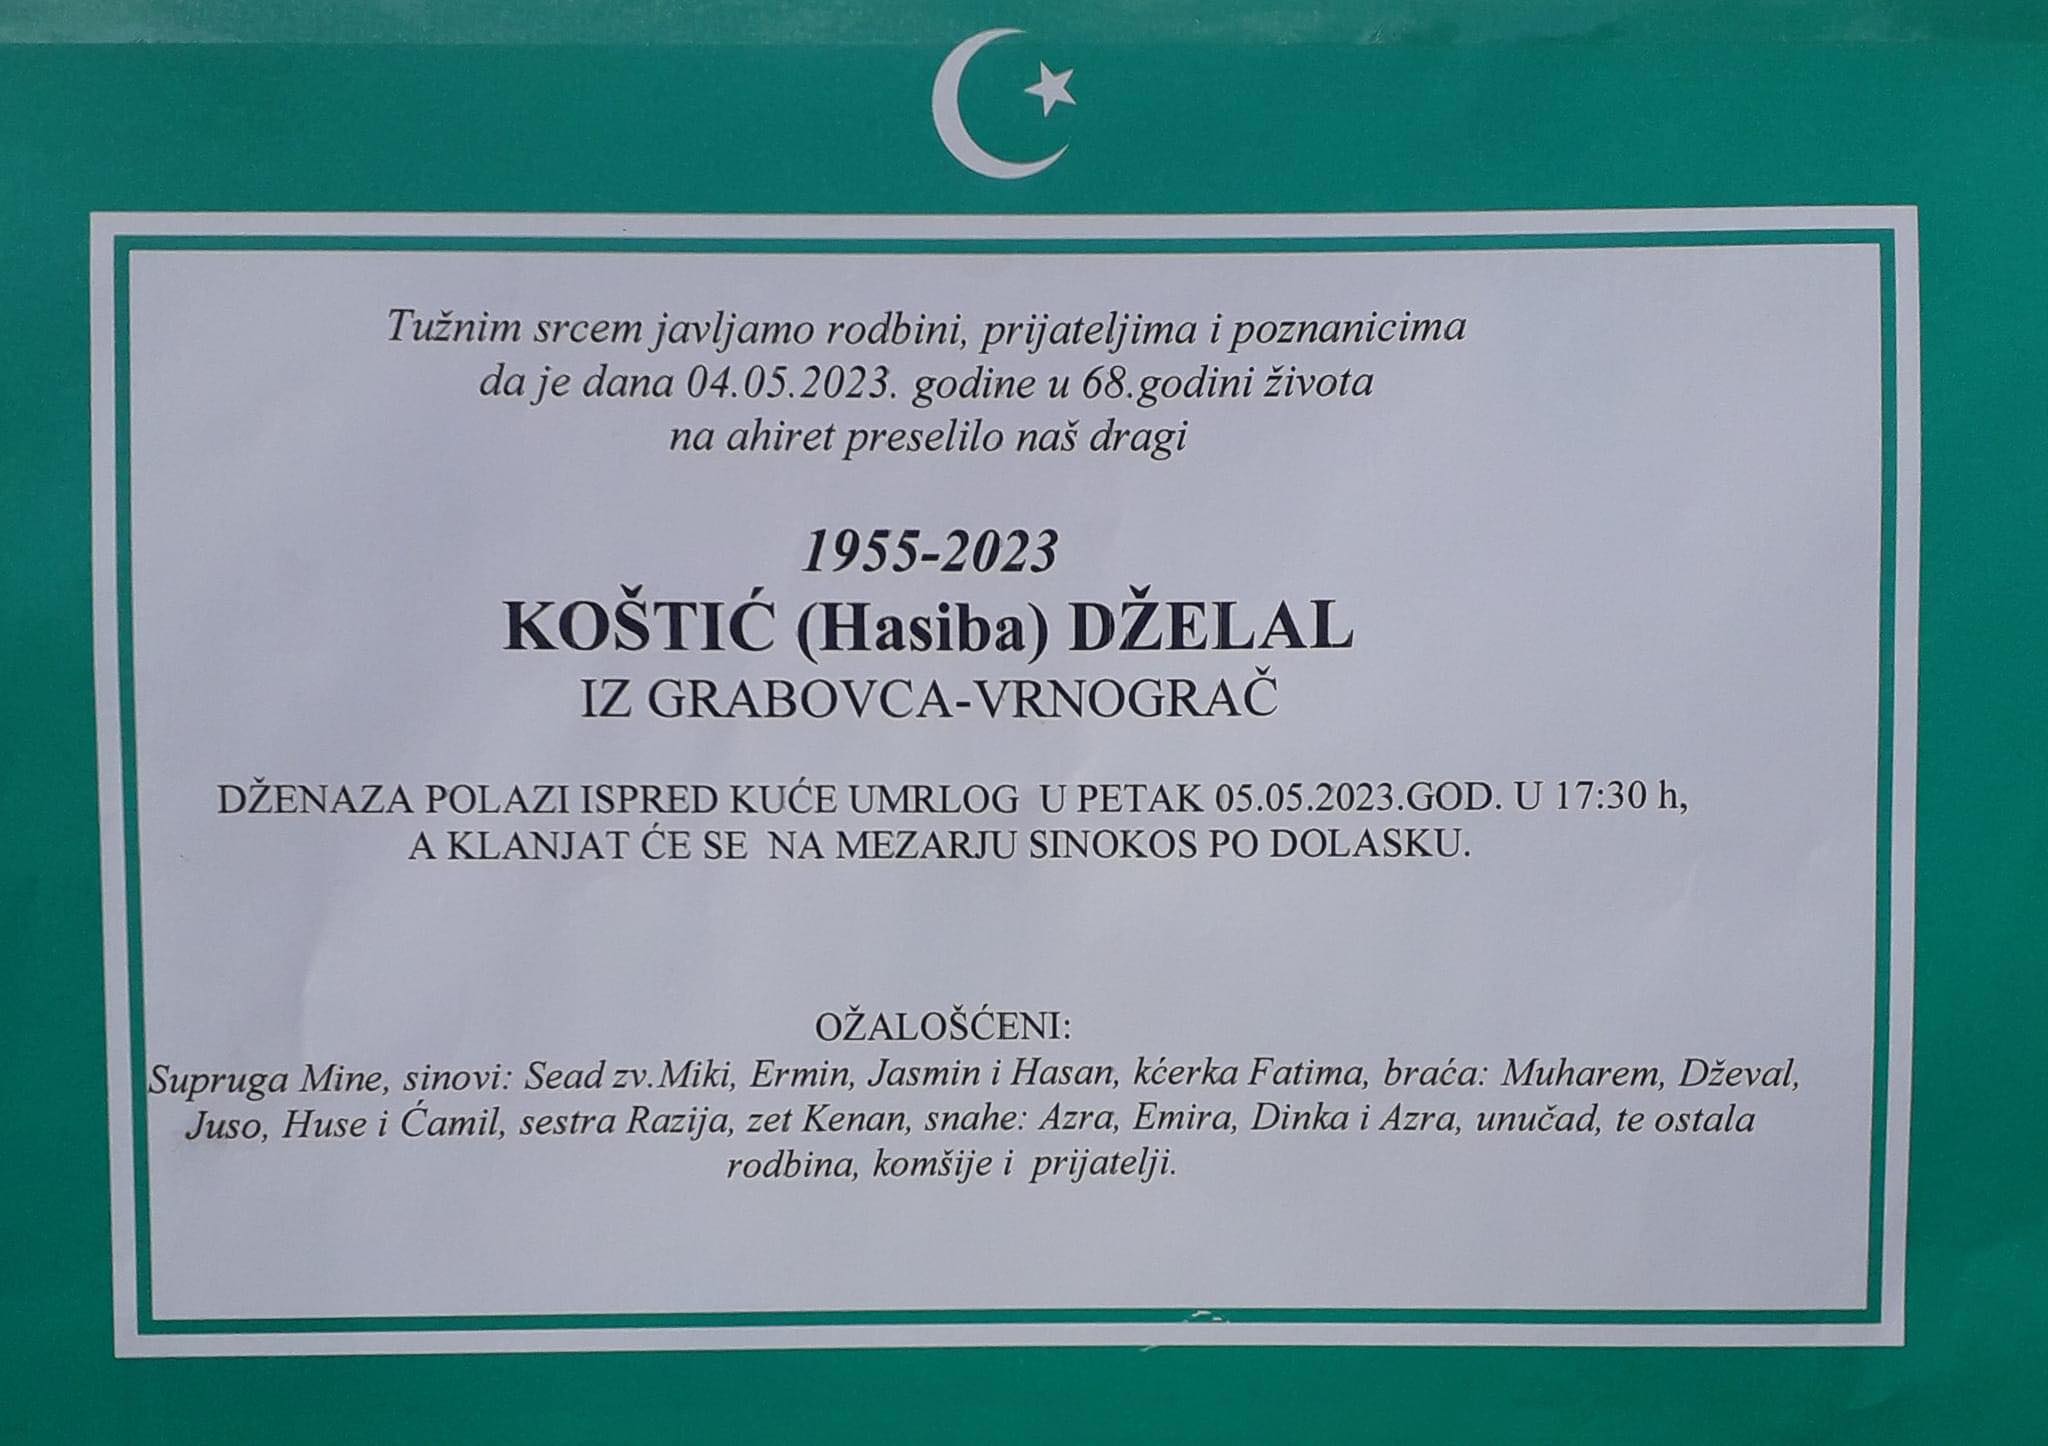 Tužnim srcem javljamo rodbini, prijateljima i poznanicima
da je dana 04.05.2023. godine u 68.godini života
na ahiret preselilo naš dragi
1955-2023
KOŠTIĆ (Hasiba) DŽELAL
IZ GRABOVCA-VRNOGRAČ
DŽENAZA POLAZI ISPRED KUĆE UMRLOG U PETAK 05.05.2023.GOD. U 17:30 h,
A KLANJAT ĆE SE NA MEZARJU SINOKOS PO DOLASKU.
OŽALOŠĆENI:
Supruga Mine, sinovi: Sead zv.Miki, Ermin, Jasmin i Hasan, kćerka Fatima, braća: Muharem, Dževal,
Juso, Huse i Ćamil, sestra Razija, zet Kenan, snahe: Azra, Emira, Dinka i Azra, unučad, te ostala
rodbina, komšije i prijatelji.